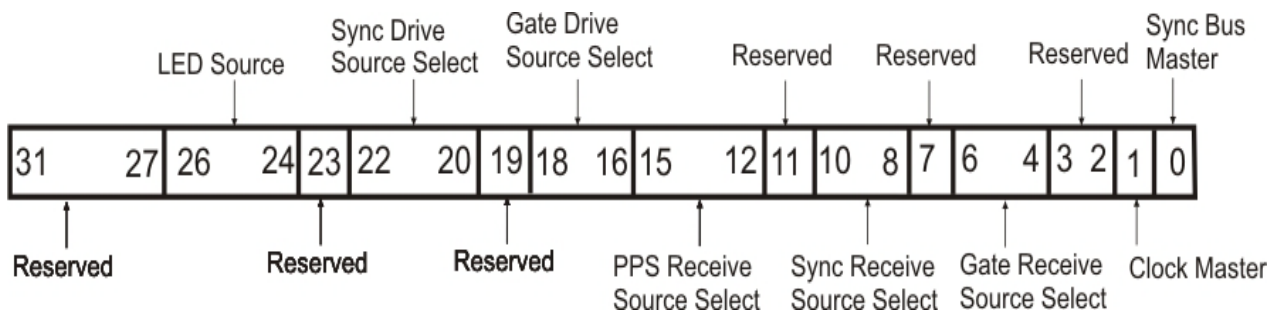 LED Source
Sync Drive
Source Select
Gate Drive
Source Select
Reserved
Reserved
Reserved
Sync Bus
Master
31 27 26 24 23 22 20 19 18 16 15 12 11 10 8 7 6 4 3 2 1 0
Reserved
Reserved
Reserved
PPS Receive
Source Select
Sync Receive
Source Select
Gate Receive
Source Select
Clock Master